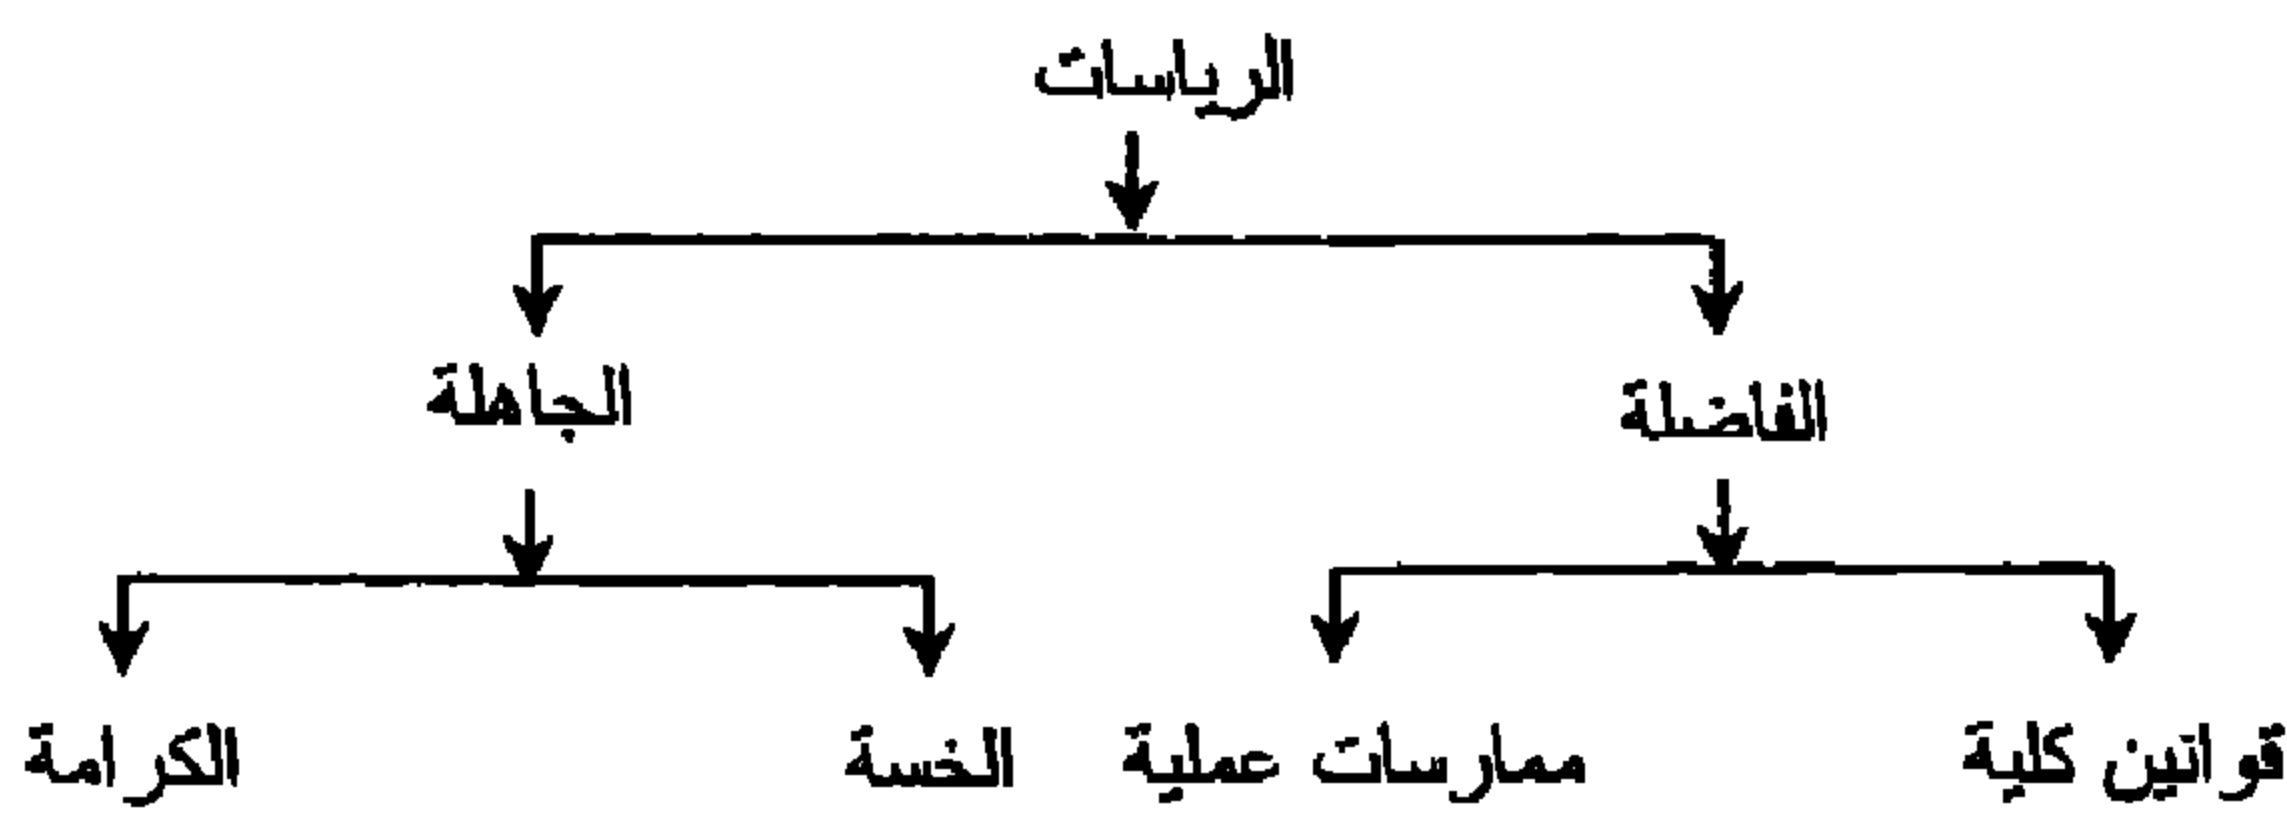 الرياسات
الفاضلة
الجاهلة
قوانين كلية
ممارسات عملية
الخسة
الكرامة